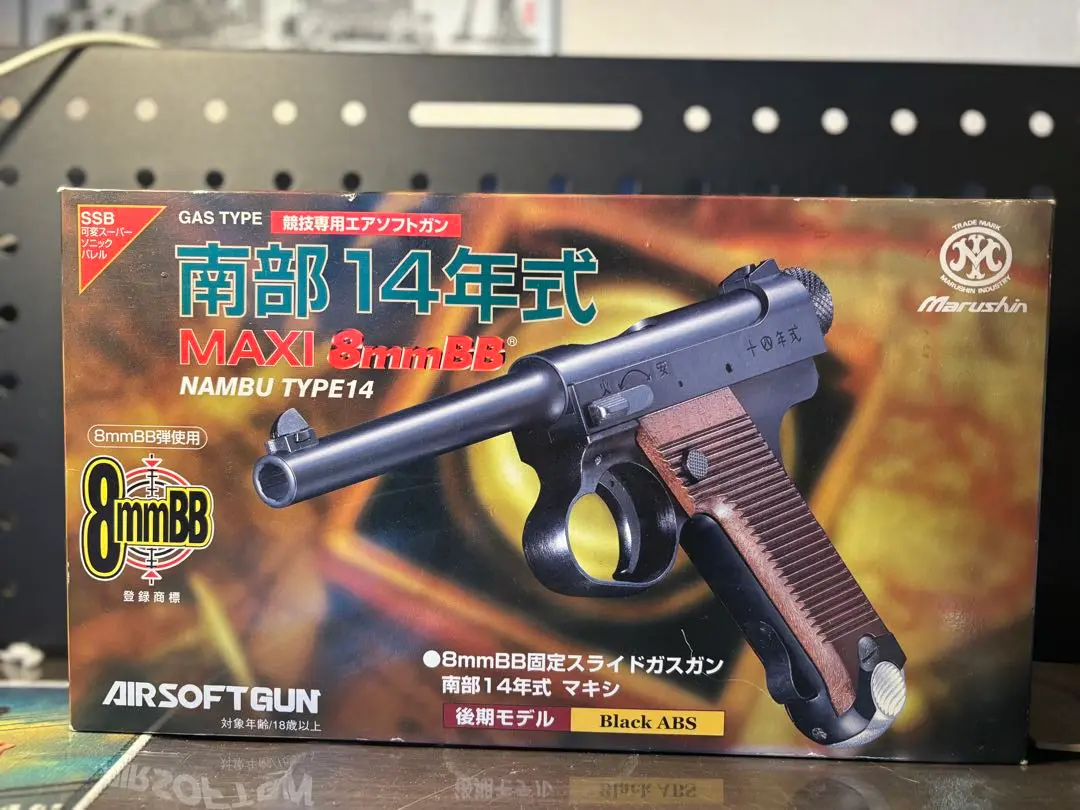 SSB
可変スーパー
ソニック
バレル
GAS TYPE 競技専用エアソフトガン
南部14年式
MAXI 8mmBB®
NAMBU TYPE14
TRADE MARK
MARUSHIN INDUSTRY
Marushin
十四年式
火 安
8mmBB弾使用
8mmBB
登録商標
●8mmBB固定スライドガスガン
南部14年式 マキシ
後期モデル Black ABS
AIRSOFTGUN
対象年齢/18歳以上